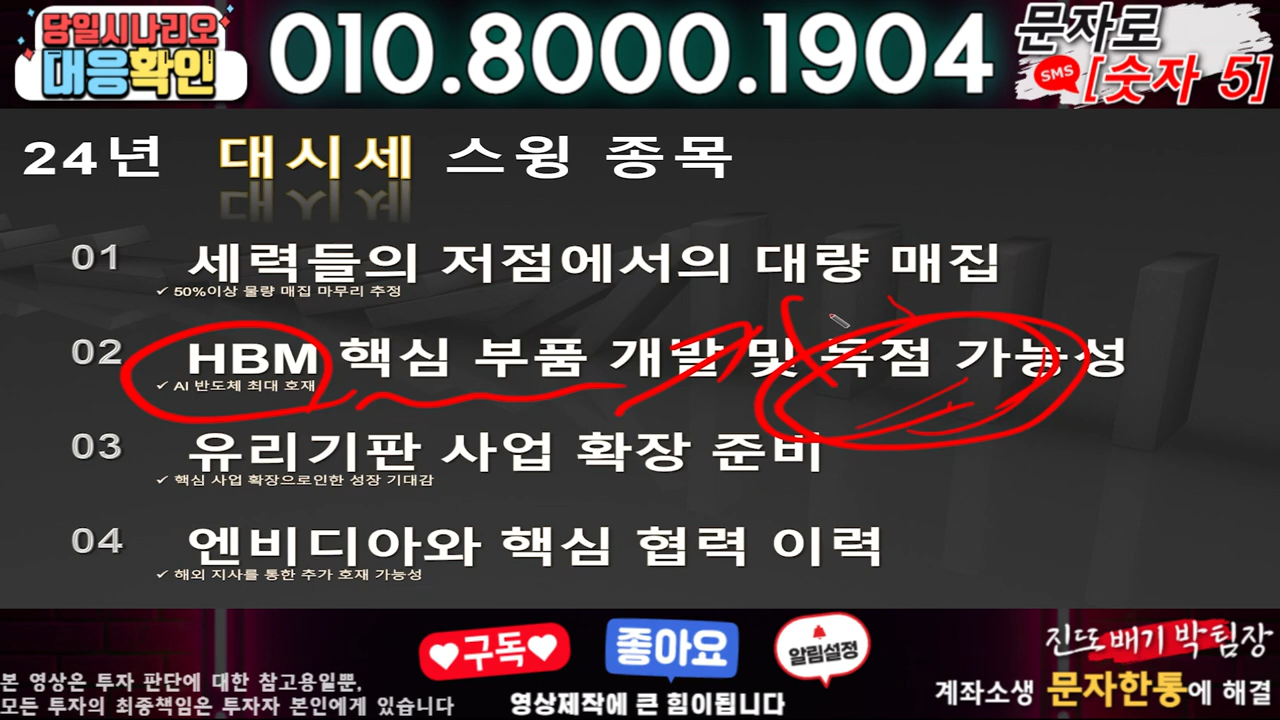 당일시나리오
대응확인
010.8000.1904
문자로
SMS
[숫자 5]
24년 대시세 스윙 종목
01 세력들의 저점에서의 대량 매집
✓ 50%이상 물량 매집 마무리 추정
02 HBM 핵심 부품 개발 및 독점 가능성
✓ AI 반도체 최대 호재
03 유리기판 사업 확장 준비
✓ 핵심 사업 확장으로인한 성장 기대감
04 엔비디아와 핵심 협력 이력
✓ 해외 지사를 통한 추가 호재 가능성
구독
좋아요
알림설정
영상제작에 큰 힘이됩니다
본 영상은 투자 판단에 대한 참고용일뿐,
모든 투자의 최종책임은 투자자 본인에게 있습니다
진또배기 박팀장
계좌소생 문자한통에 해결